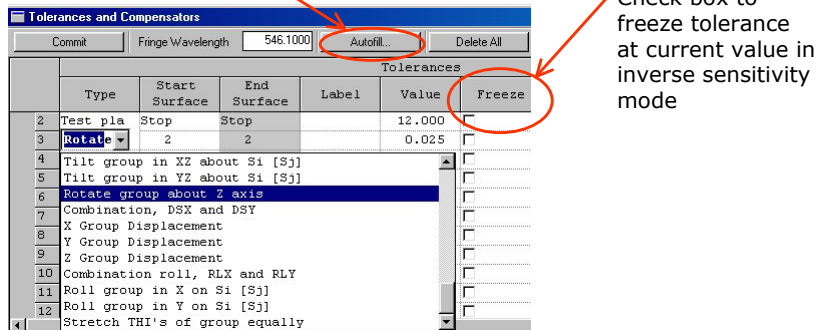 Check box to
freeze tolerance
at current value in
inverse sensitivity
mode
Tolerances and Co
Commit Fringe Wavelengt 546.1000 Autofill... Delete All
Tolerances
Type Start Surface End Surface Label Value Freeze
2 Test pla Stop Stop 12.000
3 Rotate 2 2 0.025
4 Tilt group in XZ about Si [Sj]
5 Tilt group in YZ about Si [Sj]
6 Rotate group about Z axis
7 Combination, DSX and DSY
8 X Group Displacement
Y Group Displacement
9 Z Group Displacement
10 Combination roll, RLX and RLY
11 Roll group in X on Si [Sj]
12 Roll group in Y on Si [Sj]
Stretch THI's of group equally